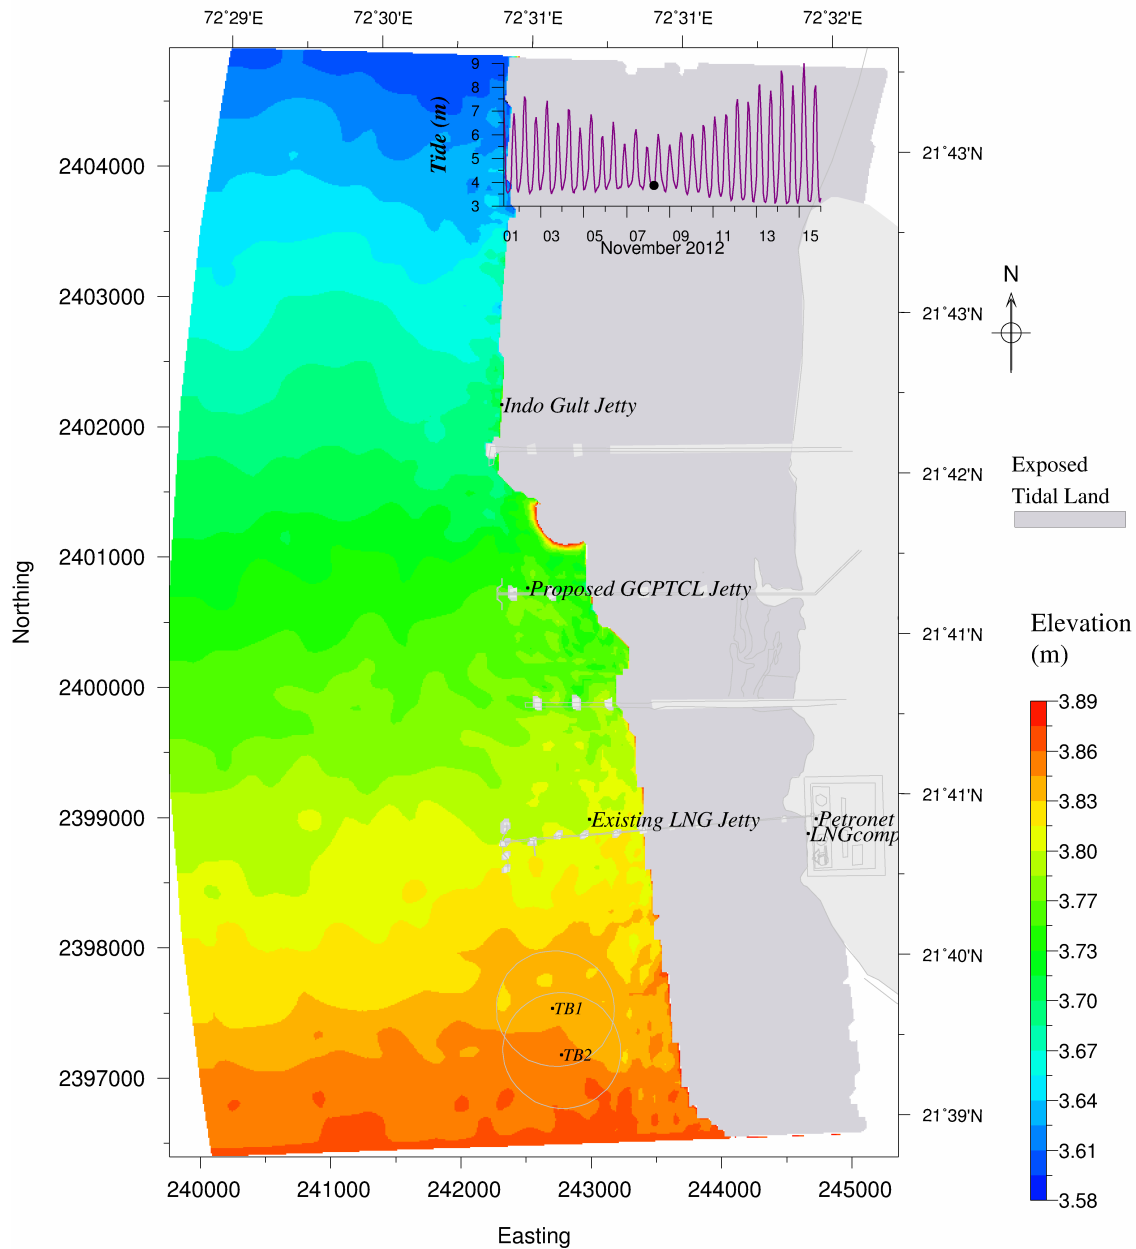 72°29'E 72°30'E 72°31'E 72°31'E 72°32'E
9
8
7
6
5
4
3
Tide (m)
01 03 05 07 09 11 13 15
November 2012
2404000
2403000
2402000
2401000
2400000
2399000
2398000
2397000
Northing
21°43'N
21°43'N
21°42'N
21°41'N
21°41'N
21°40'N
21°39'N
N
Indo Gult Jetty
Proposed GCPTCL Jetty
Existing LNG Jetty
Petronet
LNGcomp
TB1
TB2
Exposed
Tidal Land
Elevation
(m)
3.89
3.86
3.83
3.80
3.77
3.73
3.70
3.67
3.64
3.61
3.58
240000 241000 242000 243000 244000 245000
Easting